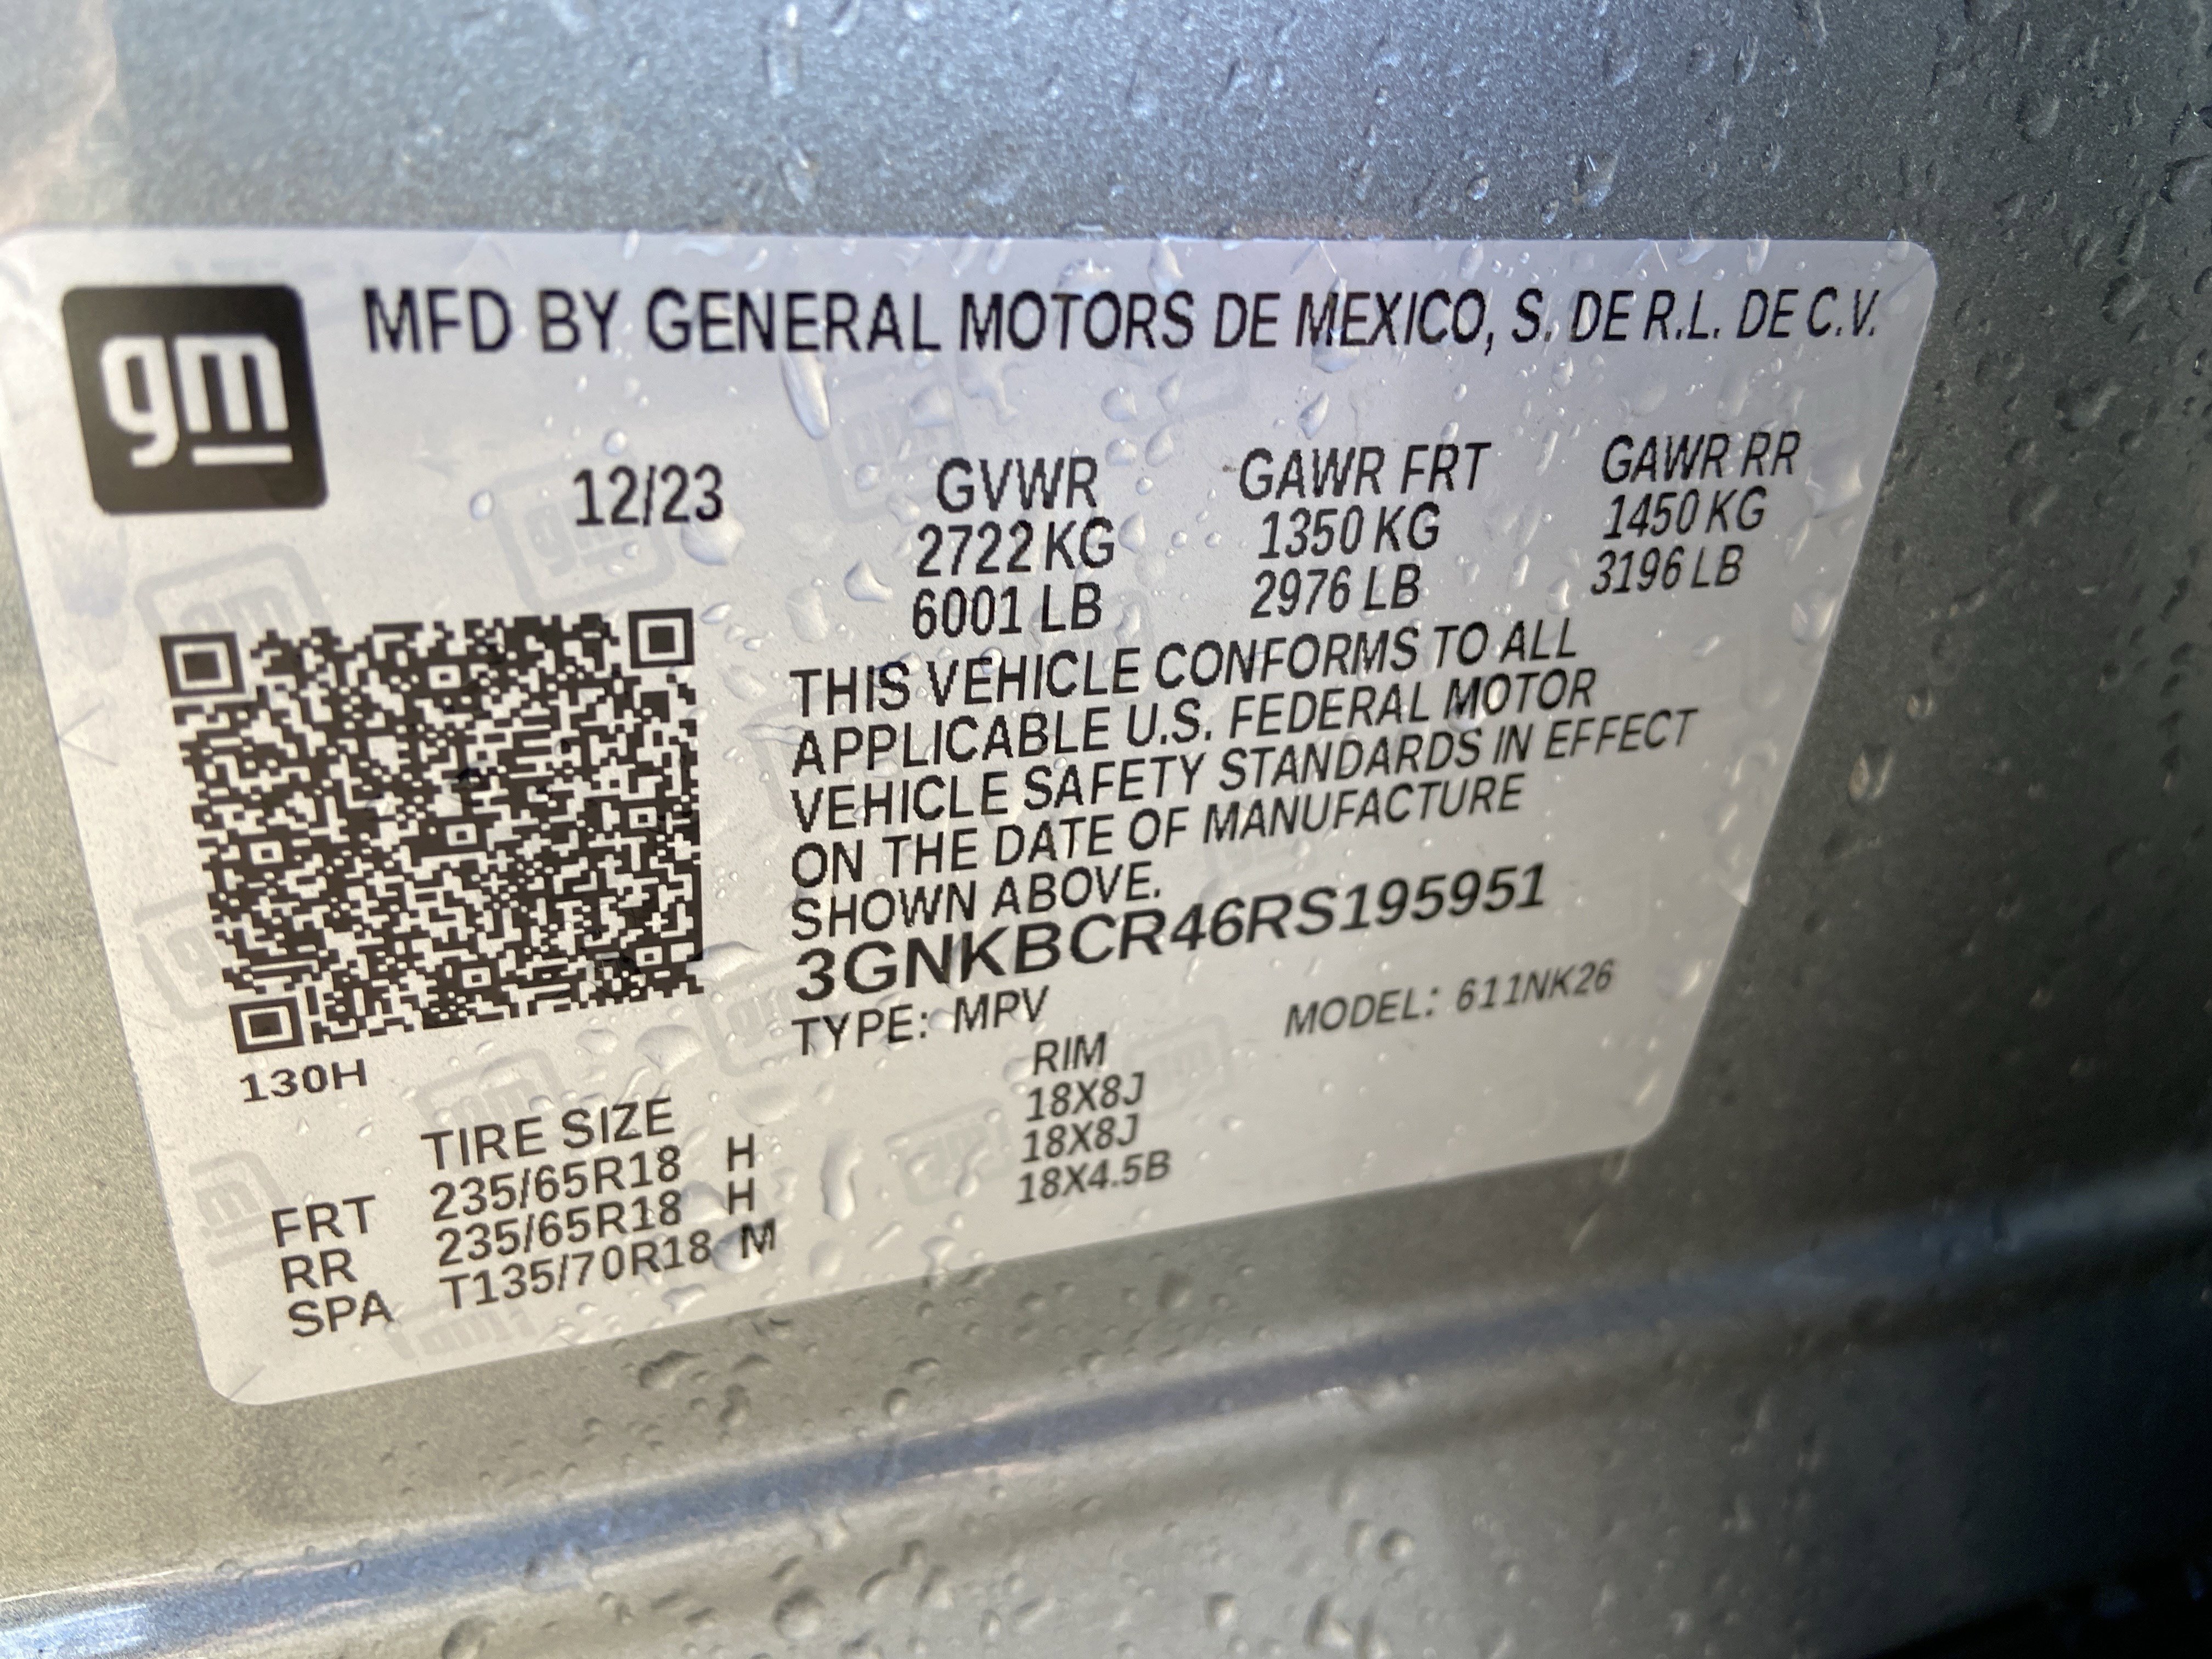 gm MFD BY GENERAL MOTORS DE MEXICO, S. DE R.L. DE C.V.
12/23 GVWR GAWR FRT GAWR RR
2722 KG 1350 KG 1450 KG
6001 LB 2976 LB 3196 LB
THIS VEHICLE CONFORMS TO ALL
APPLICABLE U.S. FEDERAL MOTOR
VEHICLE SAFETY STANDARDS IN EFFECT
ON THE DATE OF MANUFACTURE
SHOWN ABOVE.
3GNKBCR46RS195951
TYPE: MPV MODEL: 611NK26
130H
TIRE SIZE RIM
FRT 235/65R18 H 18X8J
RR 235/65R18 H 18X8J
SPA T135/70R18 M 18X4.5B